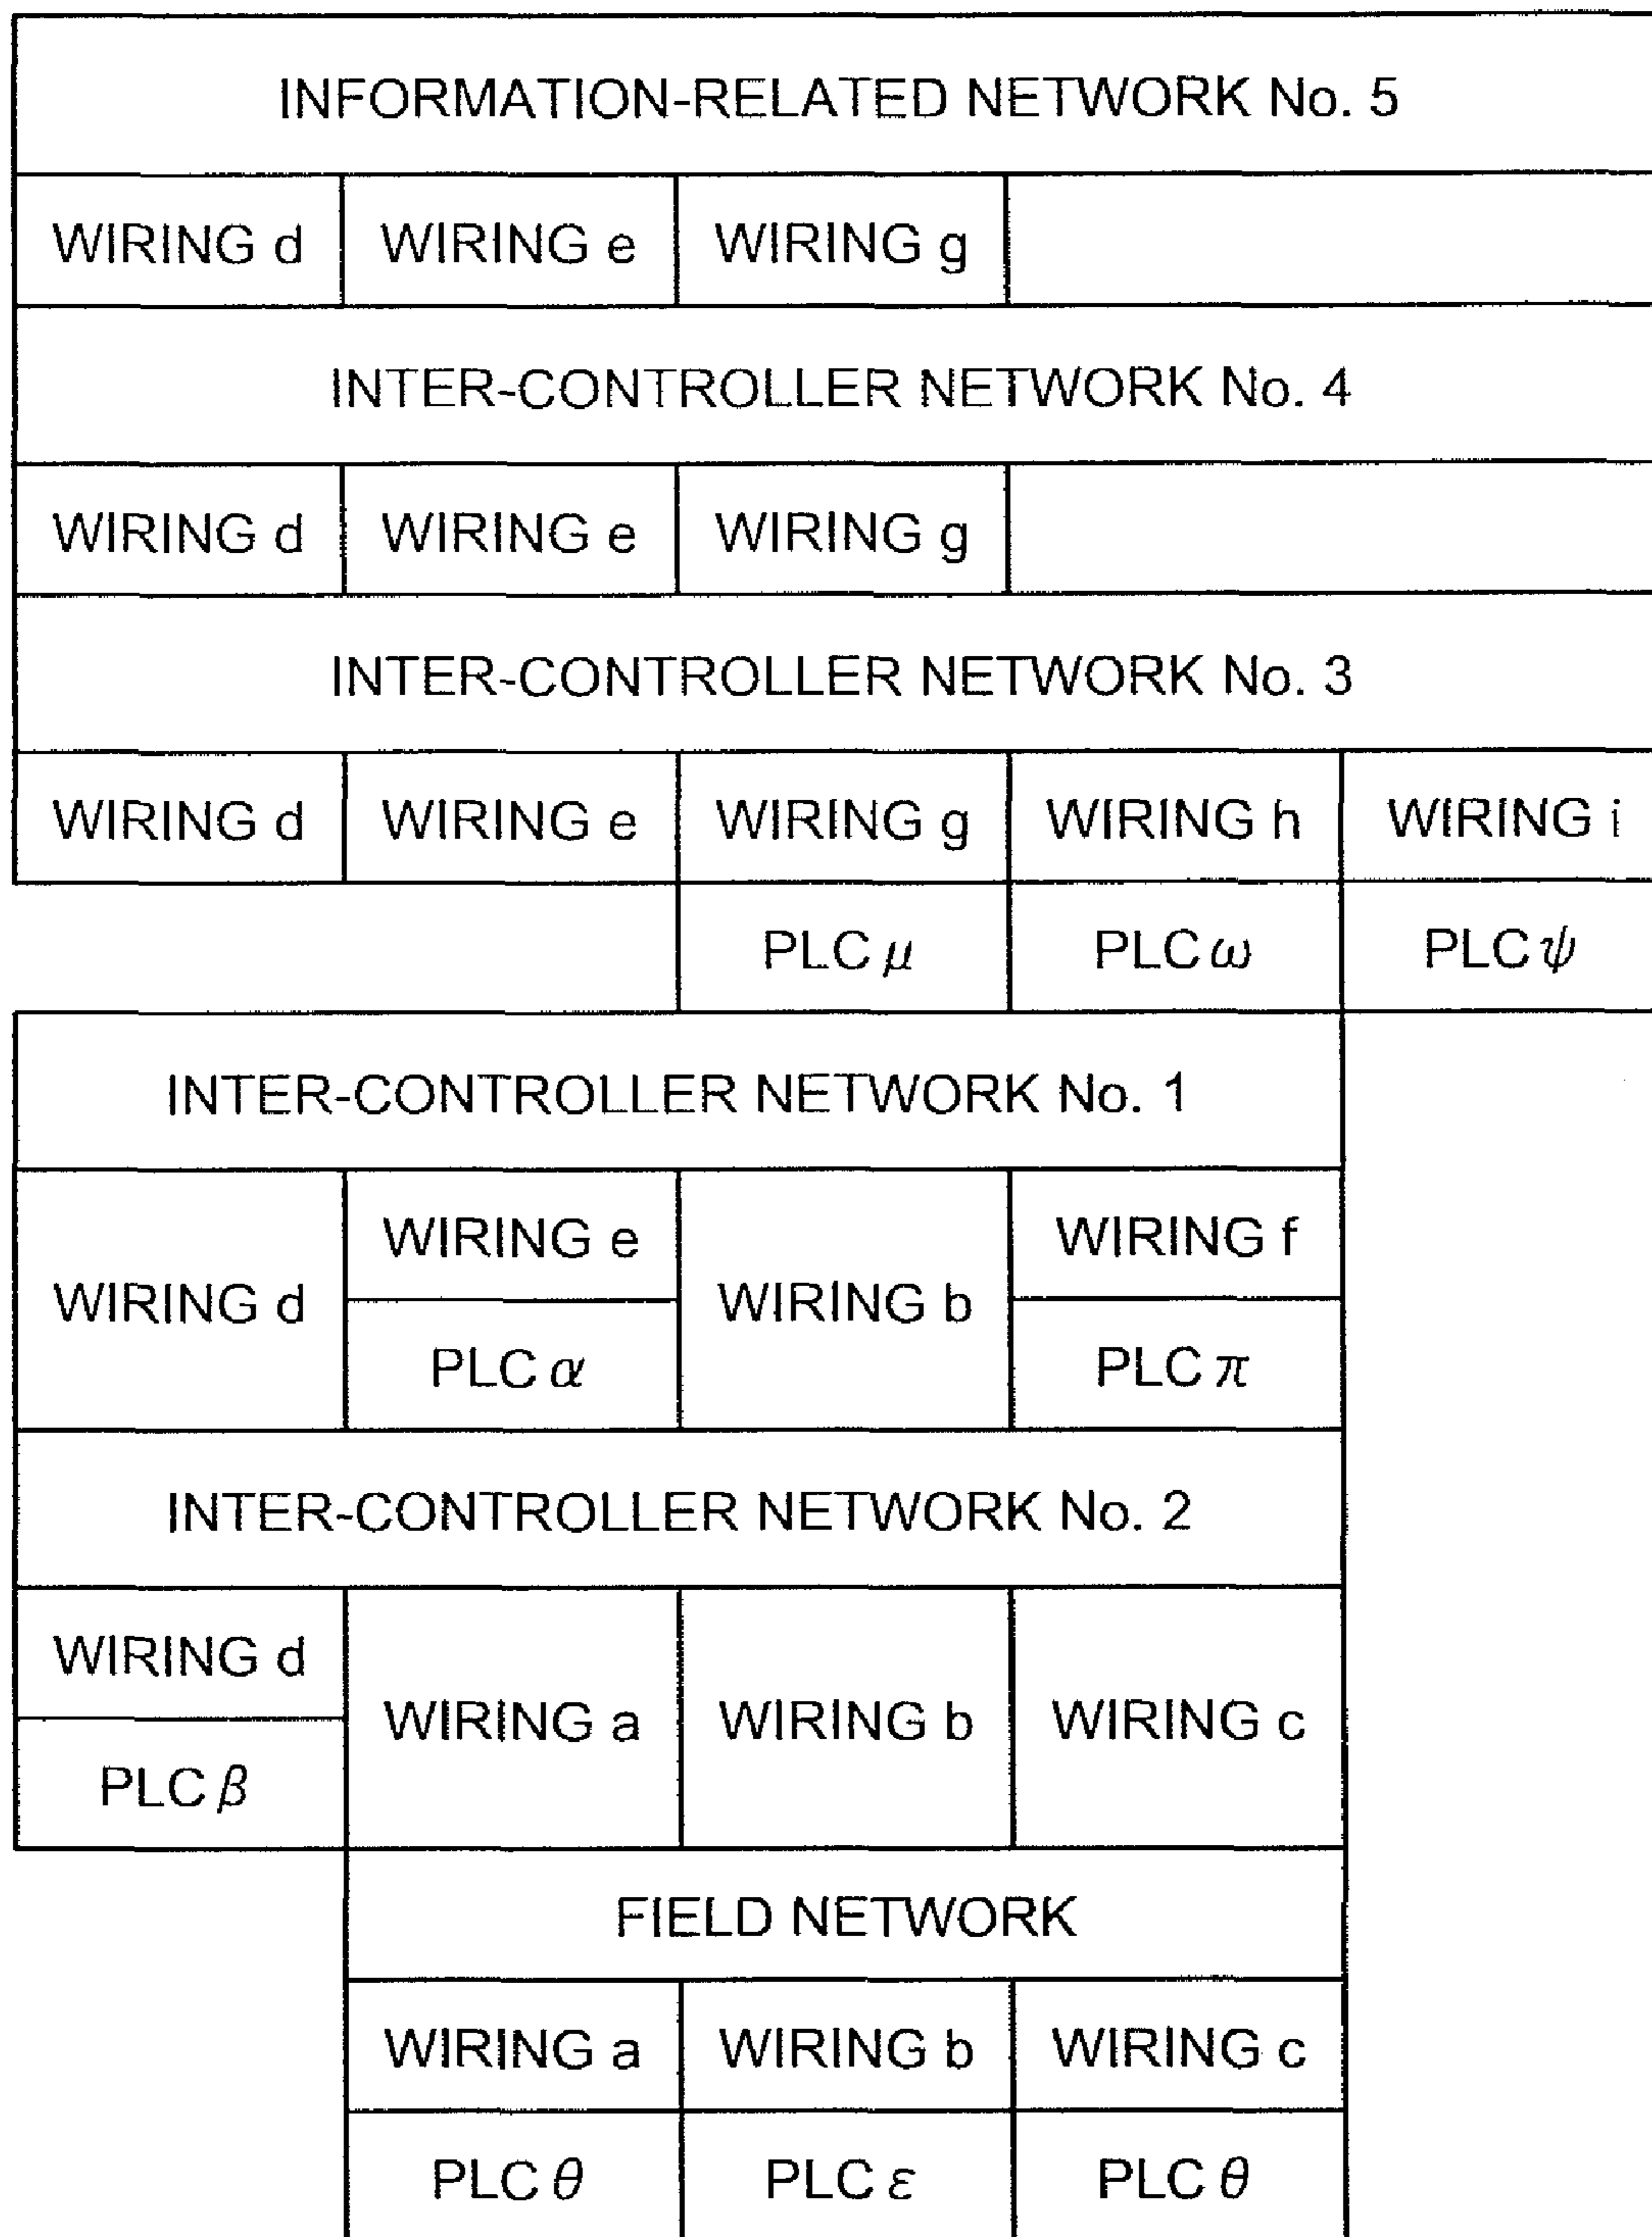 INFORMATION-RELATED NETWORK No. 5
WIRING d WIRING e WIRING g
INTER-CONTROLLER NETWORK No. 4
WIRING d WIRING e WIRING g
INTER-CONTROLLER NETWORK No. 3
WIRING d WIRING e WIRING g WIRING h WIRING i
PLC μ PLC ω PLC ψ
INTER-CONTROLLER NETWORK No. 1
WIRING e WIRING f
WIRING d WIRING b
PLC α PLC π
INTER-CONTROLLER NETWORK No. 2
WIRING d
WIRING a WIRING b WIRING c
PLC β
FIELD NETWORK
WIRING a WIRING b WIRING c
PLC θ PLC ε PLC θ